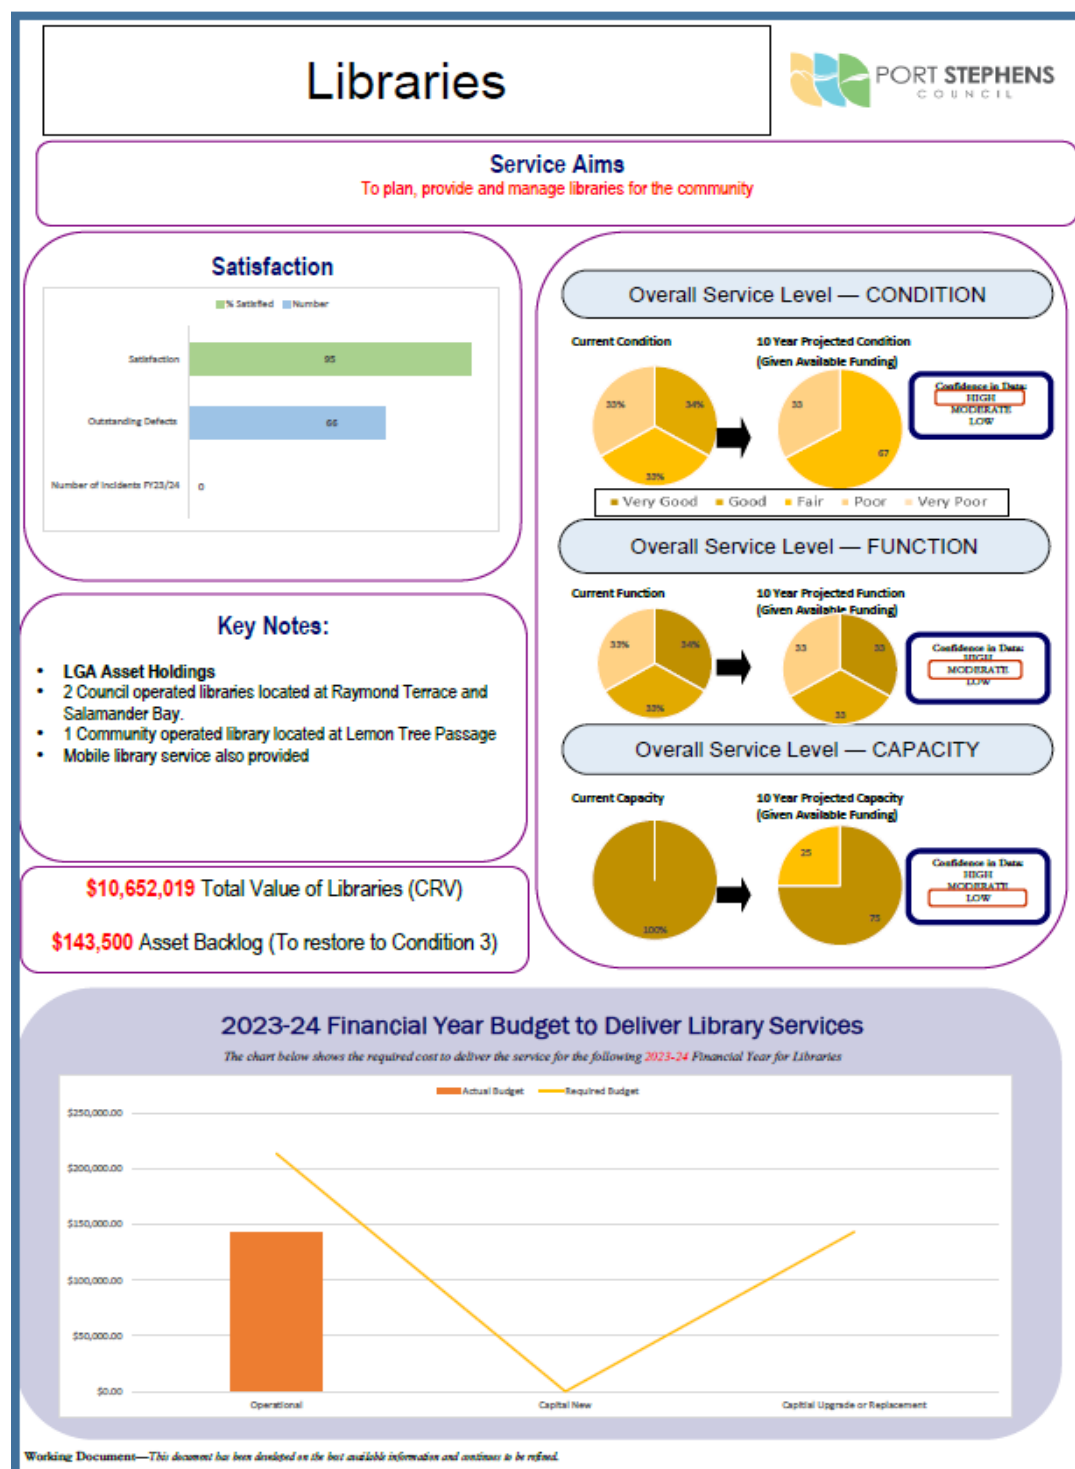 Libraries
PORT STEPHENS
COUNCIL
Service Aims
To plan, provide and manage libraries for the community
Satisfaction
% Satisfied Number
Satisfaction 95
Outstanding Defects 66
Number of Incidents FY23/24 0
Key Notes:
• LGA Asset Holdings
• 2 Council operated libraries located at Raymond Terrace and
Salamander Bay.
• 1 Community operated library located at Lemon Tree Passage
• Mobile library service also provided
$10,652,019 Total Value of Libraries (CRV)
$143,500 Asset Backlog (To restore to Condition 3)
Overall Service Level — CONDITION
Current Condition
33% 34%
33%
10 Year Projected Condition
(Given Available Funding)
33
67
Confidence in Data:
HIGH
MODERATE
LOW
Very Good Good Fair Poor Very Poor
Overall Service Level — FUNCTION
Current Function
33% 34%
33%
10 Year Projected Function
(Given Available Funding)
33 33
33
Confidence in Data:
HIGH
MODERATE
LOW
Overall Service Level — CAPACITY
Current Capacity
100%
10 Year Projected Capacity
(Given Available Funding)
25
75
Confidence in Data:
HIGH
MODERATE
LOW
2023-24 Financial Year Budget to Deliver Library Services
The chart below shows the required cost to deliver the service for the following 2023-24 Financial Year for Libraries
Actual Budget Required Budget
$250,000.00
$200,000.00
$150,000.00
$100,000.00
$50,000.00
$0.00
Operational Capital New Capitial Upgrade or Replacement
Working Document—This document has been developed on the best available information and continues to be refined.